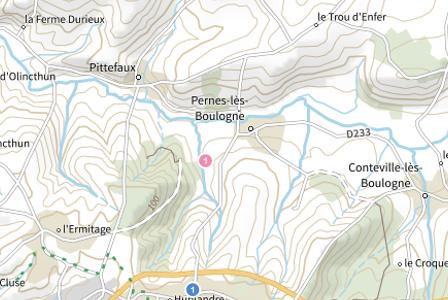 la Ferme Durieux
le Trou d'Enfer
Pittefaux
d'Olincthun
Pernes-lès-
Boulogne
D233
1
Conteville-lès-
Boulogne
100
l'Ermitage
le Croque
Cluse
1
Huryandre